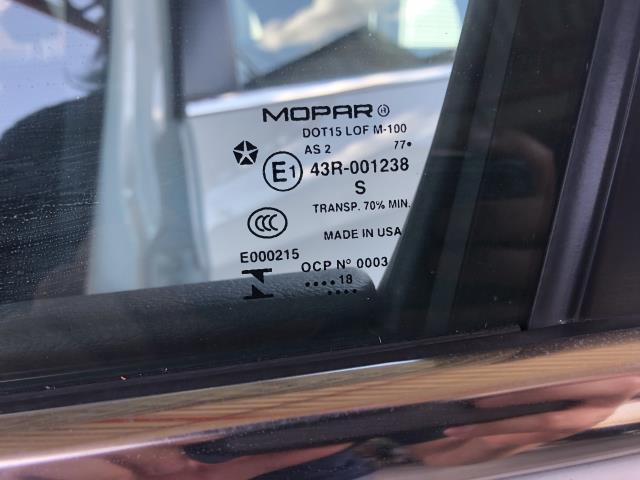 MOPAR ®
DOT15 LOF M-100
AS 2 77•
E1 43R-001238
S
TRANSP. 70% MIN.
CCC
MADE IN USA
E000215
OCP Nº 0003
•••• 18
••••